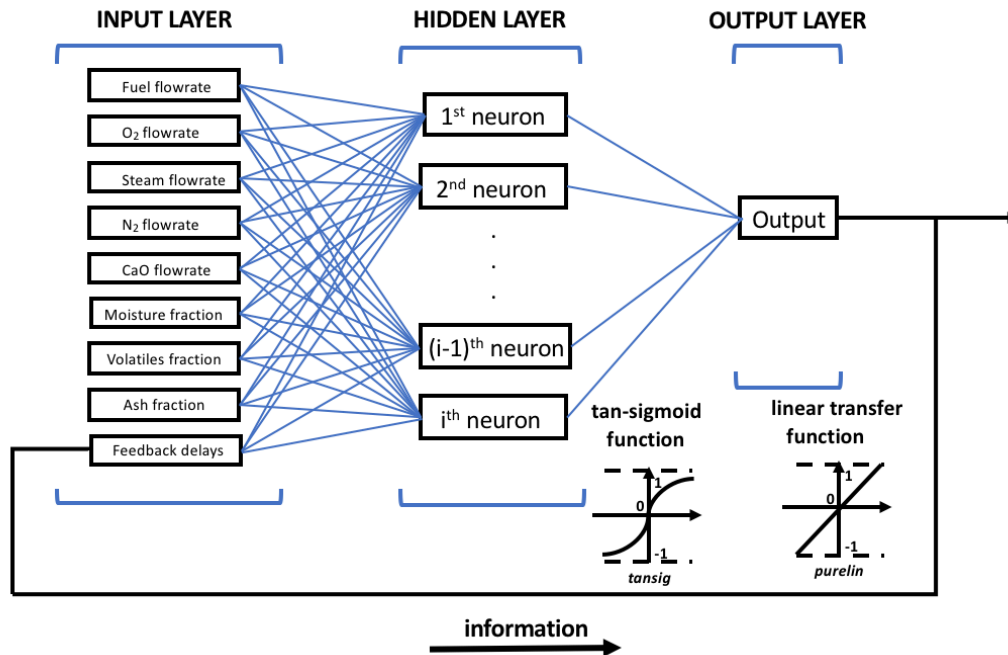 INPUT LAYER
HIDDEN LAYER
OUTPUT LAYER
Fuel flowrate
O₂ flowrate
Steam flowrate
N₂ flowrate
CaO flowrate
Moisture fraction
Volatiles fraction
Ash fraction
Feedback delays
1ˢᵗ neuron
2ⁿᵈ neuron
.
.
.
(i-1)ᵗʰ neuron
iᵗʰ neuron
Output
tan-sigmoid
function
1
0
-1
tansig
linear transfer
function
1
0
-1
purelin
information